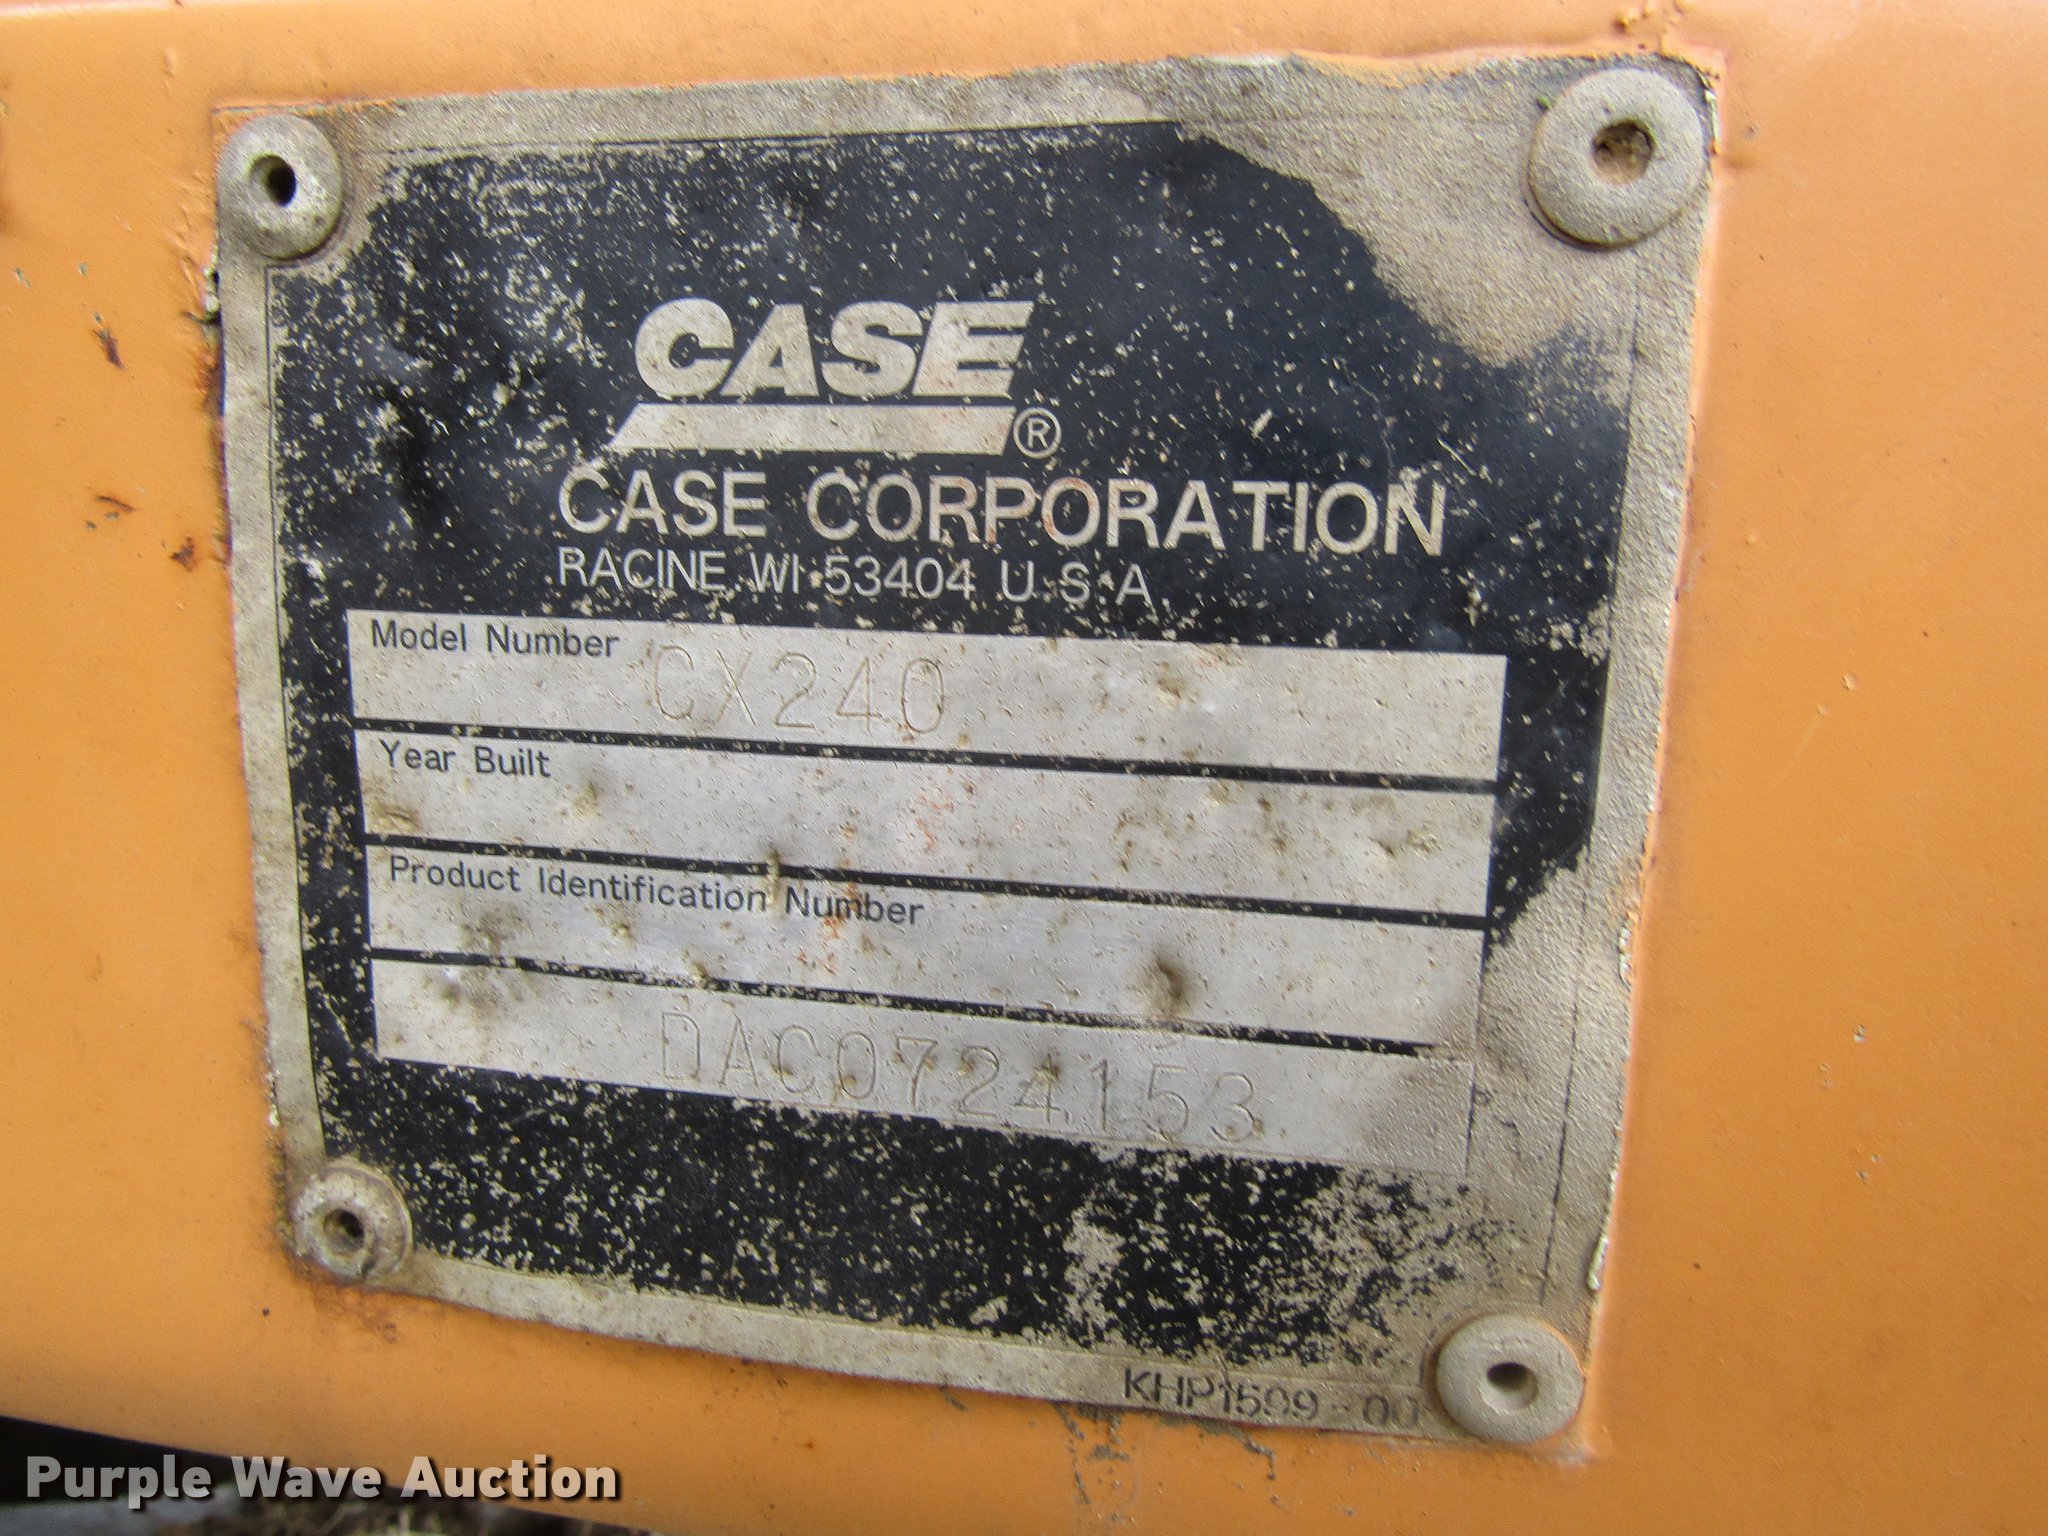 CASE®
CASE CORPORATION
RACINE WI 53404 U.S.A.
Model Number CX240
Year Built
Product Identification Number
DAC0724153
KHP1599-00
Purple Wave Auction